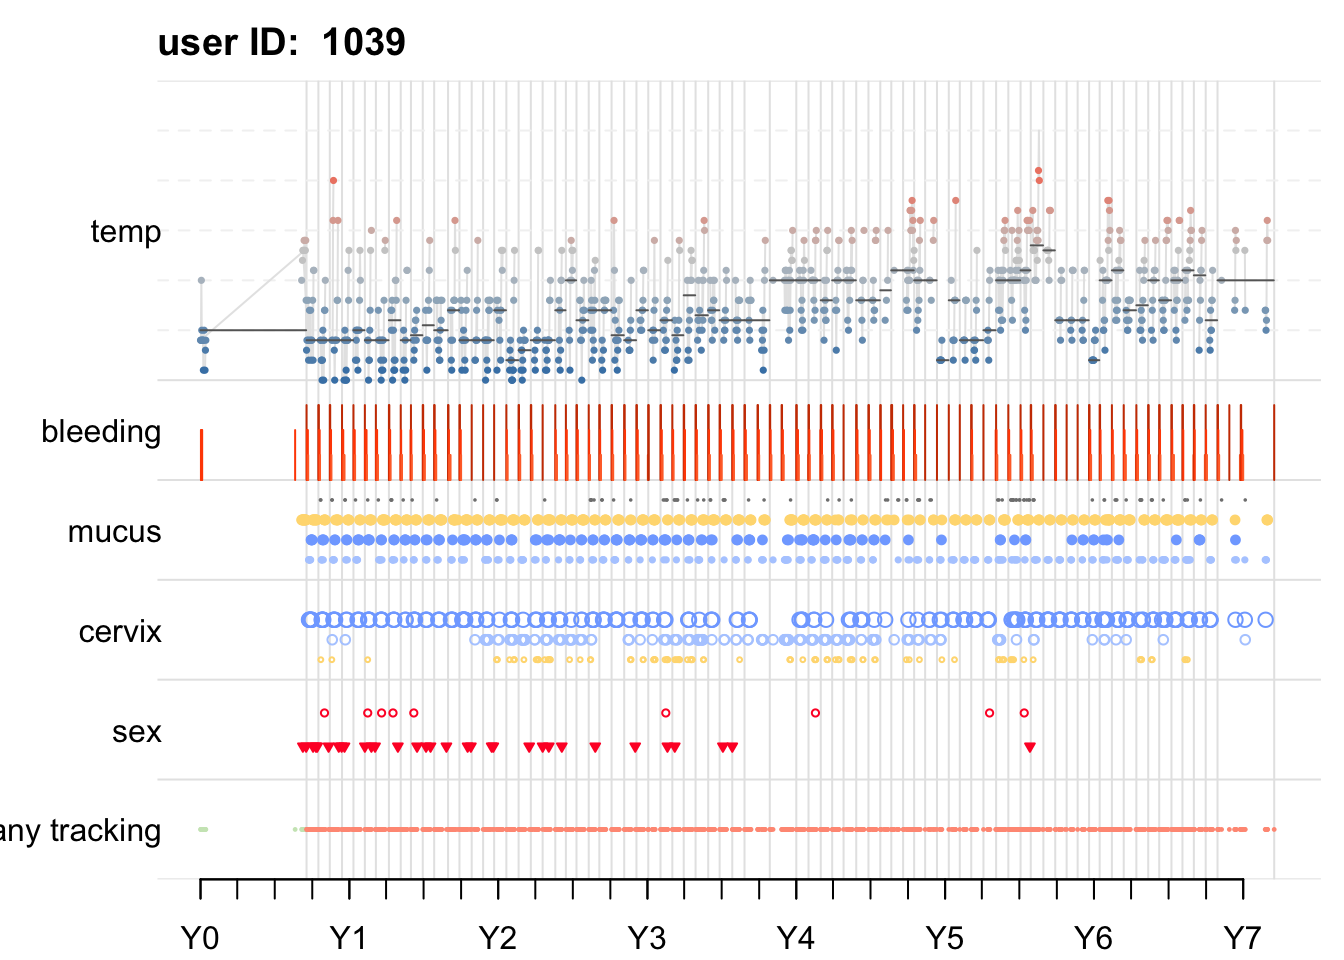 user ID: 1039
temp
bleeding
mucus
cervix
sex
any tracking
Y0 Y1 Y2 Y3 Y4 Y5 Y6 Y7